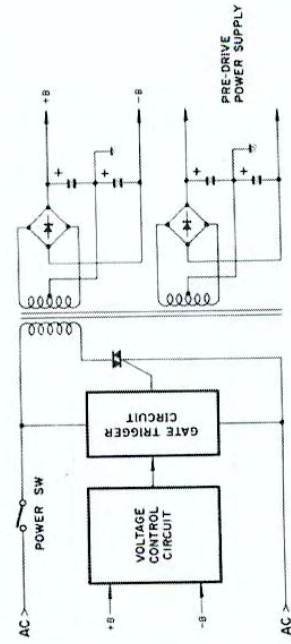 AC
POWER SW
+B
-B
VOLTAGE
CONTROL
CIRCUIT
GATE TRIGGER
CIRCUIT
AC
+
+B
+
-B
+
+
PRE-DRIVE
POWER SUPPLY